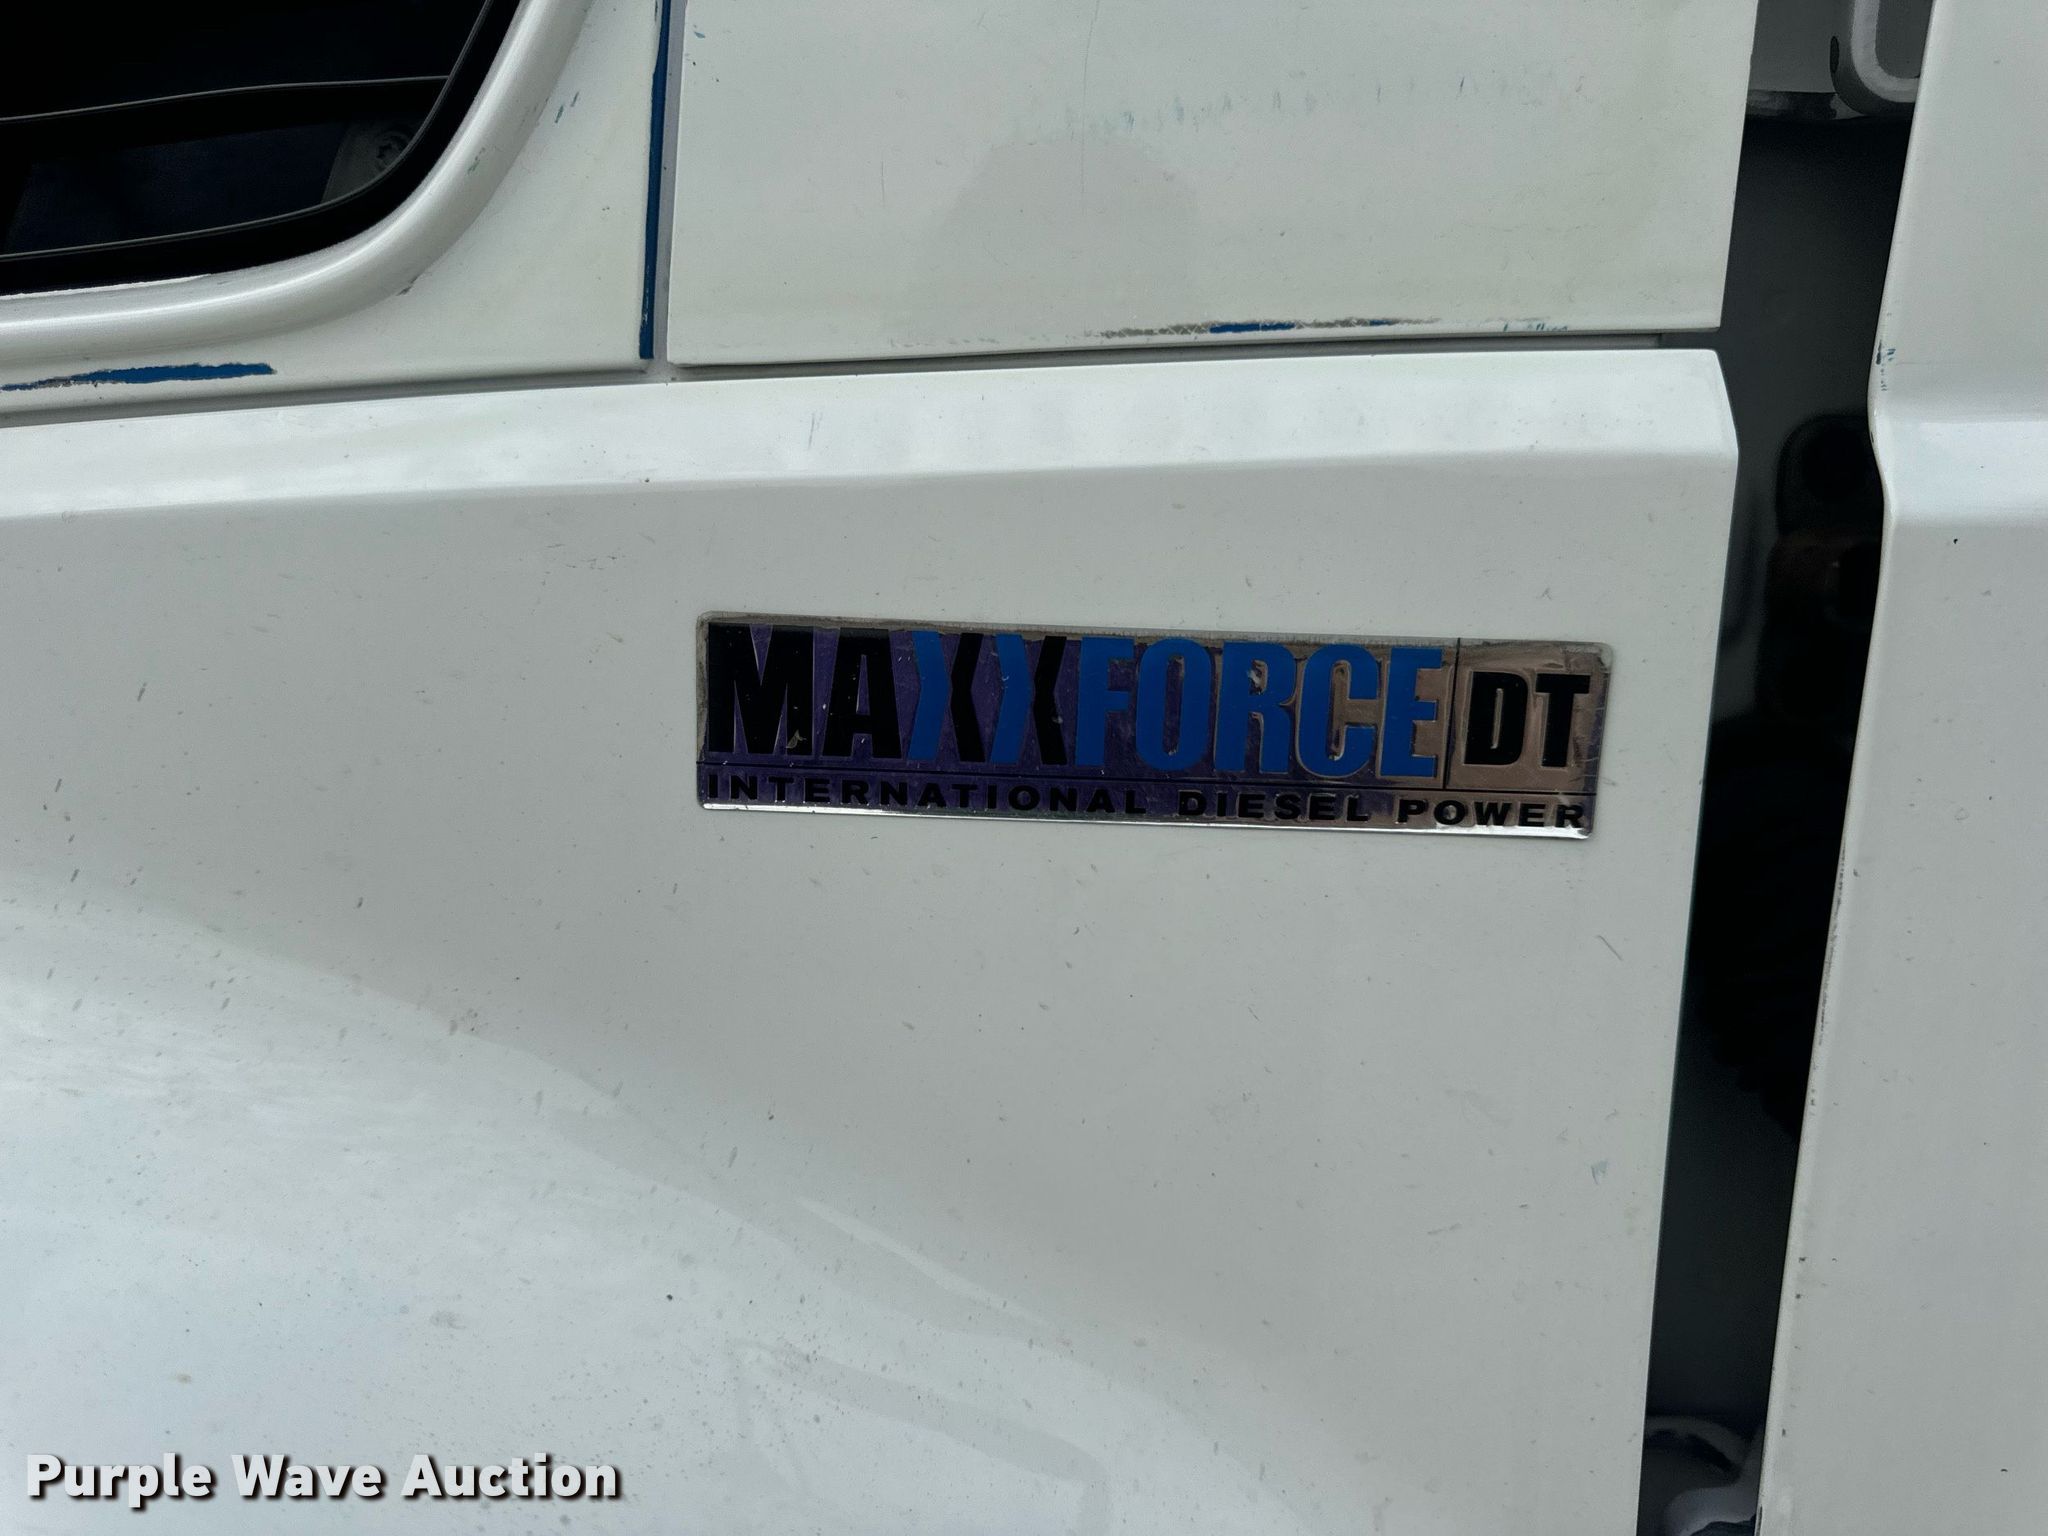 MAXXFORCE DT
INTERNATIONAL DIESEL POWER
Purple Wave Auction